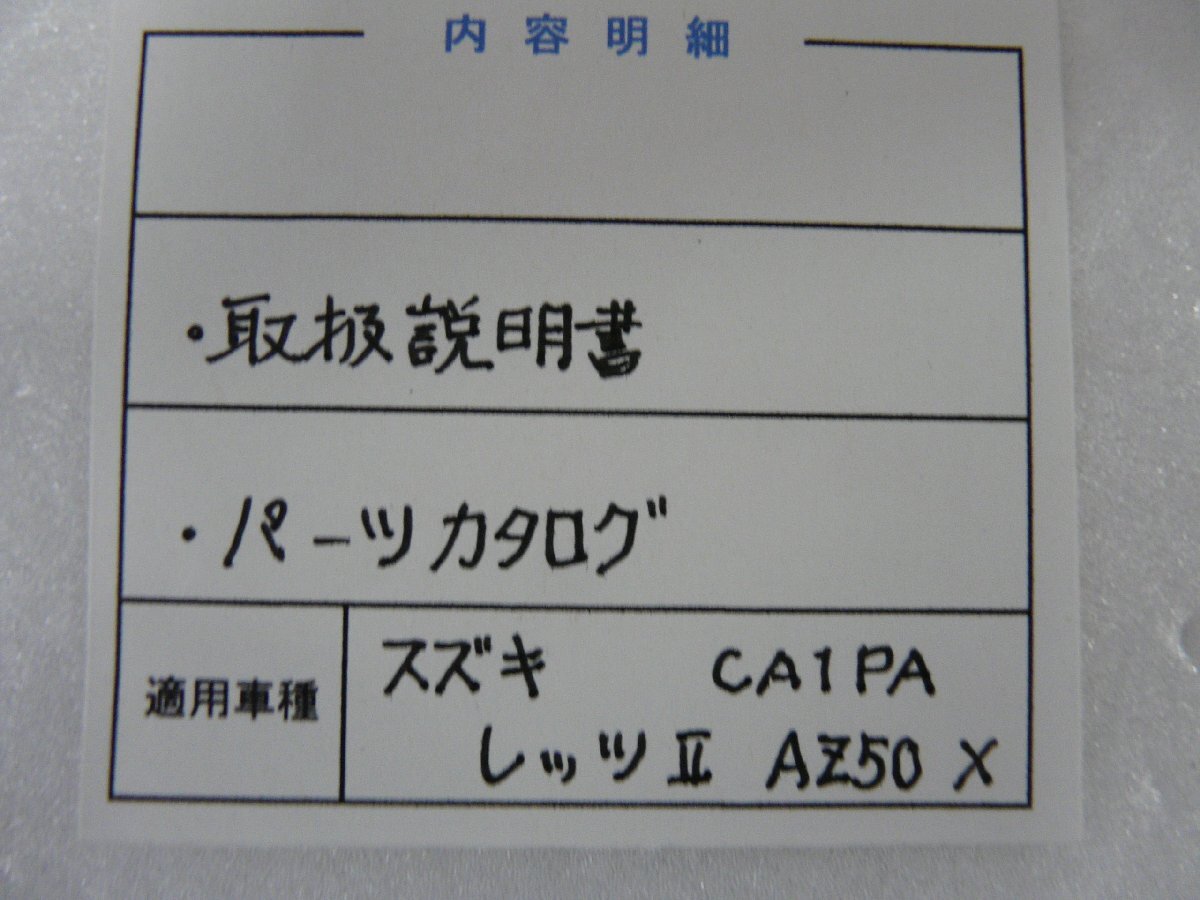 内容明細
・取扱説明書
・パーツカタログ
適用車種
スズキ CA1PA
レッツⅡ AZ50 X